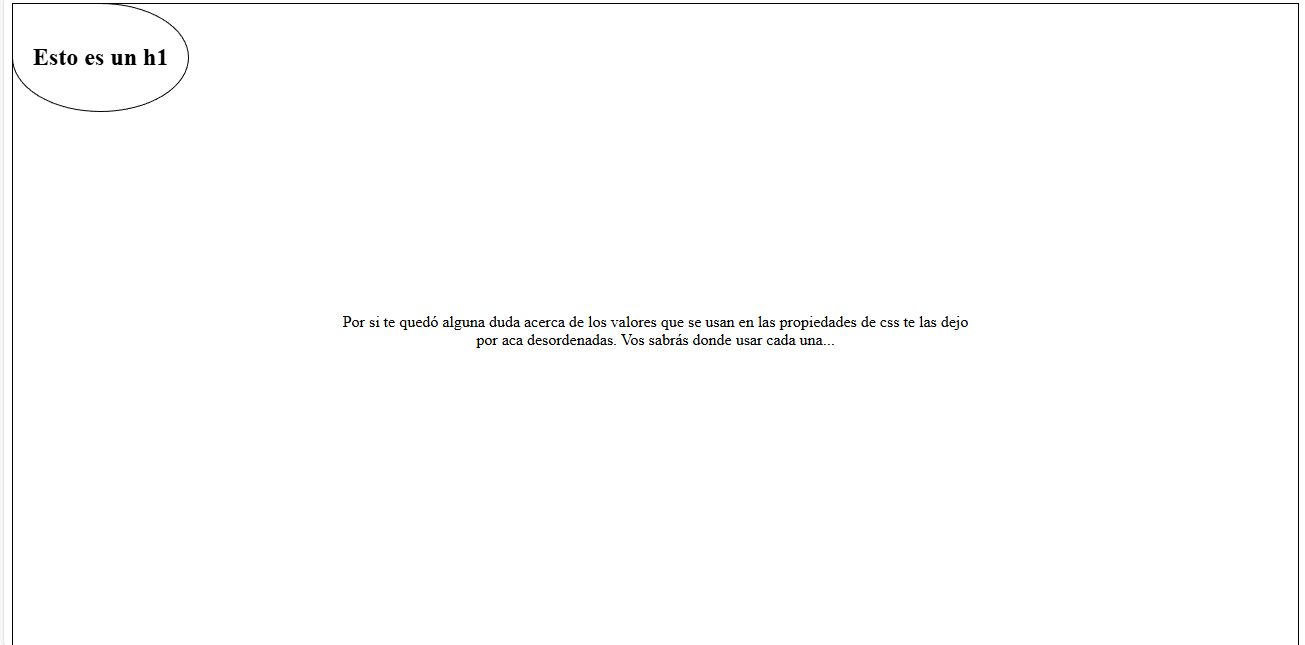 Esto es un h1
Por si te quedó alguna duda acerca de los valores que se usan en las propiedades de css te las dejo
por aca desordenadas. Vos sabrás donde usar cada una...